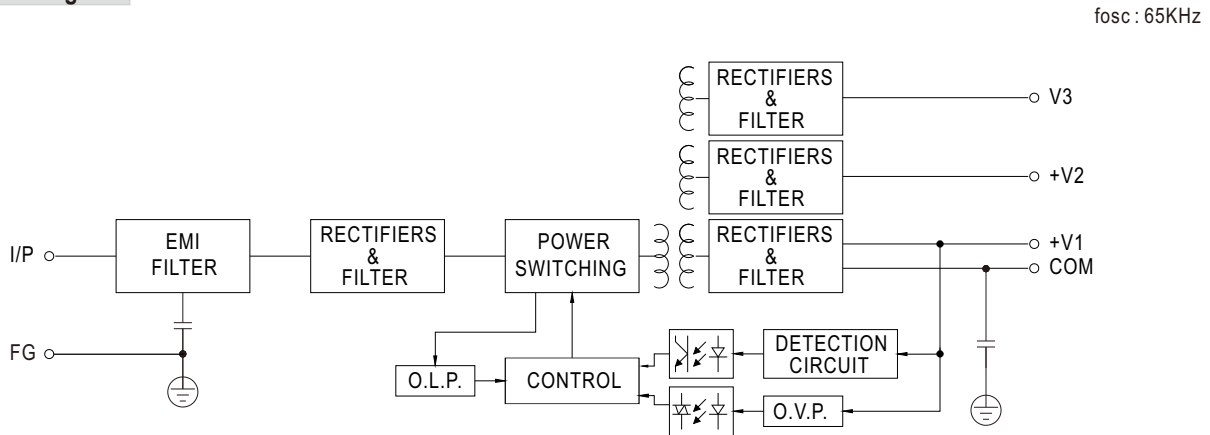 fosc : 65KHz
RECTIFIERS
&
FILTER
V3
RECTIFIERS
&
FILTER
+V2
I/P
EMI
FILTER
RECTIFIERS
&
FILTER
POWER
SWITCHING
RECTIFIERS
&
FILTER
+V1
COM
FG
O.L.P.
CONTROL
DETECTION
CIRCUIT
O.V.P.